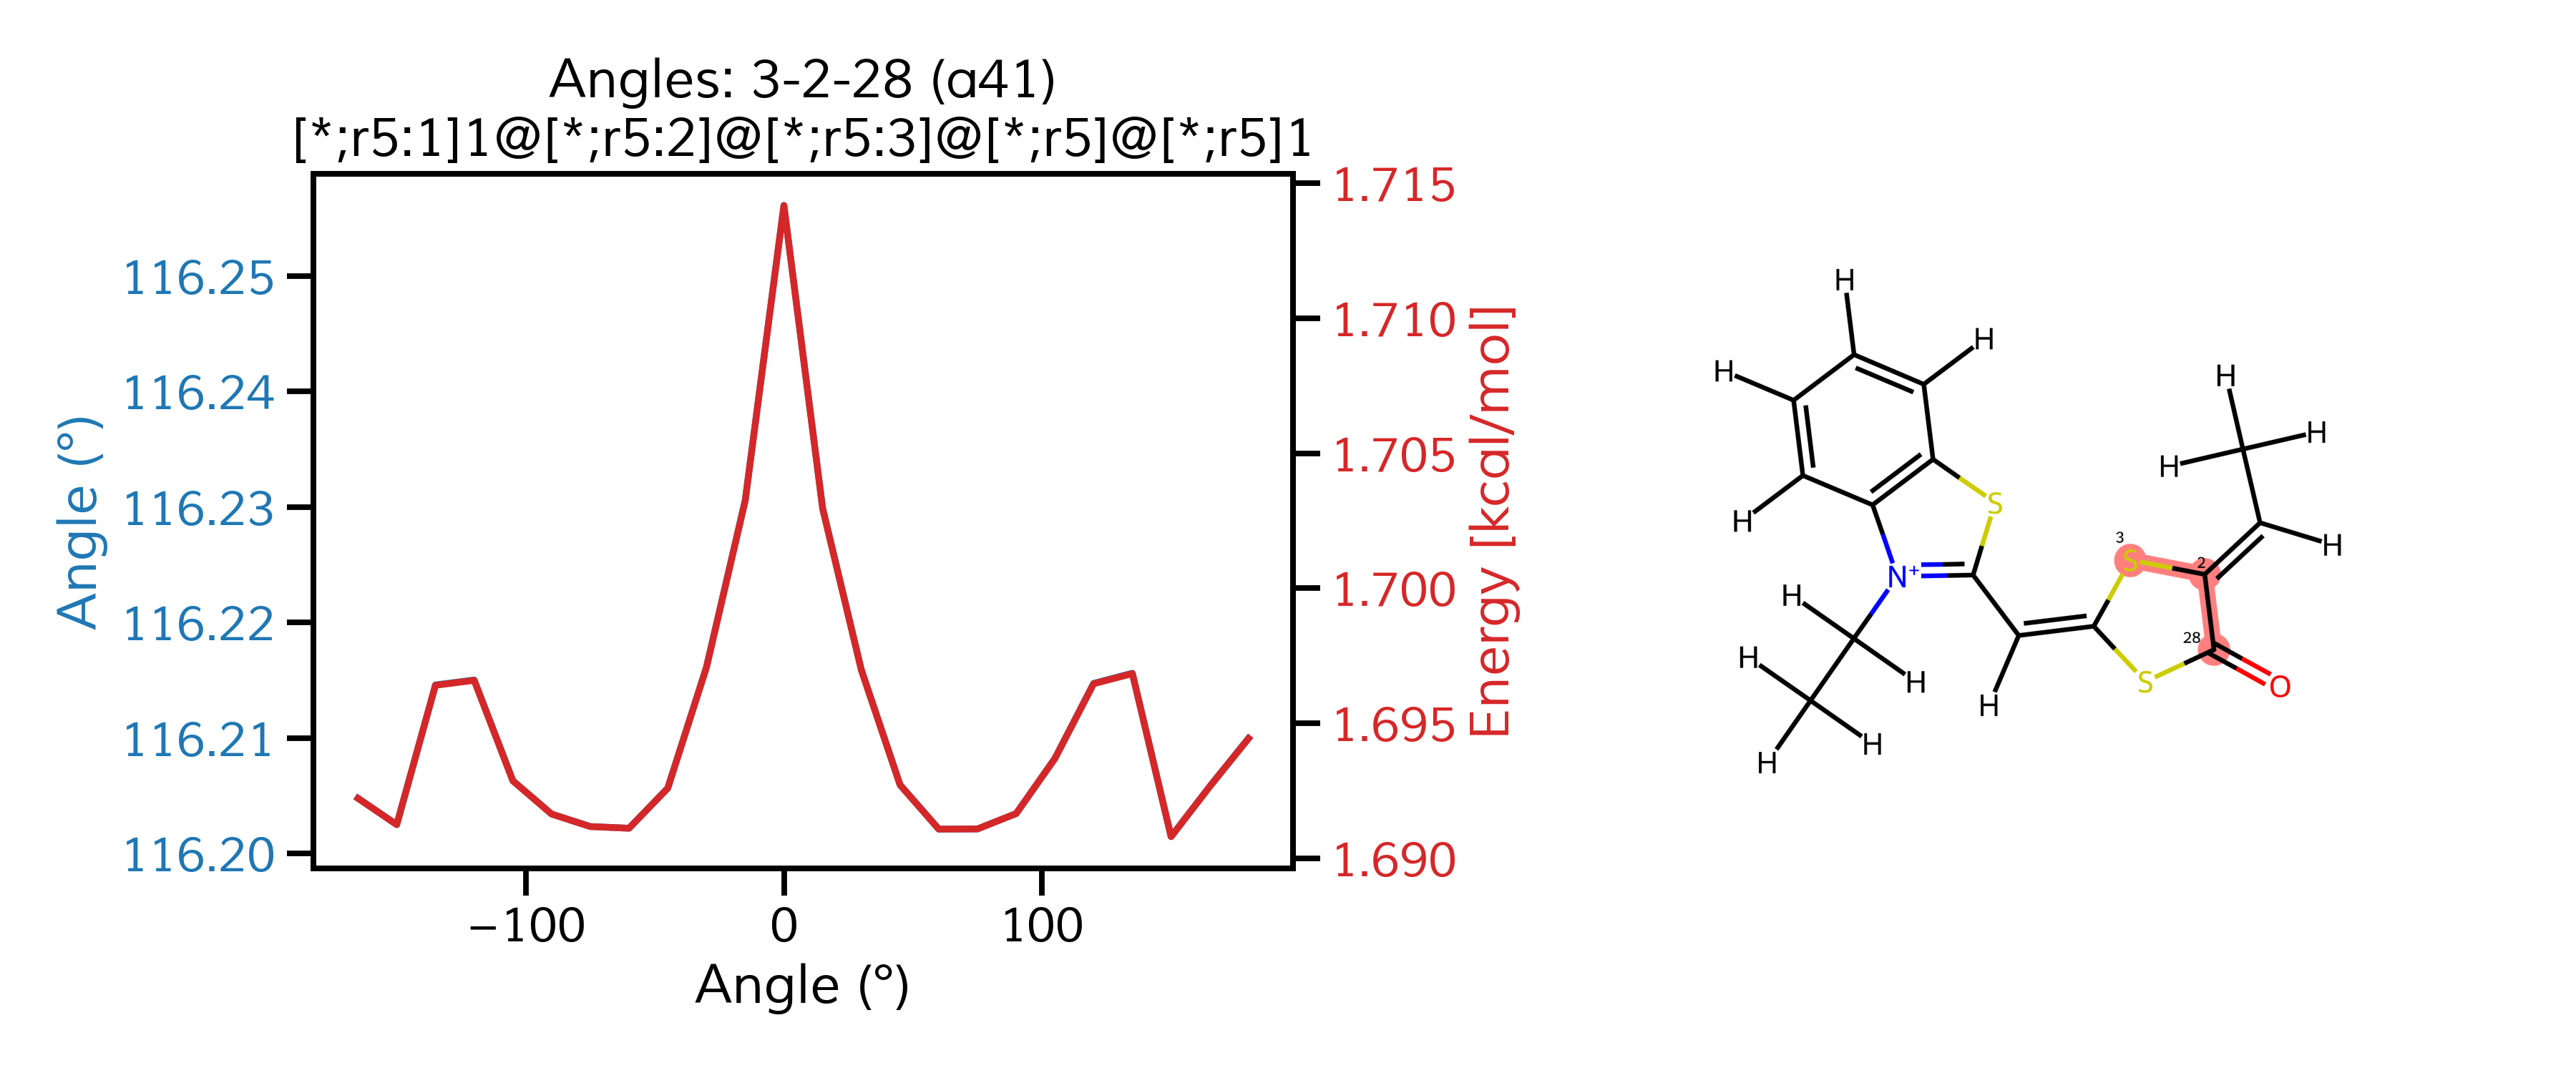 Angles: 3-2-28 (a41)
[*;r5:1]1@[*;r5:2]@[*;r5:3]@[*;r5]@[*;r5]1
Angle (°)
116.25
116.24
116.23
116.22
116.21
116.20
1.715
1.710
1.705
1.700
1.695
1.690
Energy [kcal/mol]
−100 0 100
Angle (°)
H
H
H
H
H
H
H
H
S
3
S
2
H
N+
H
28
H
H
S
O
H
H
H